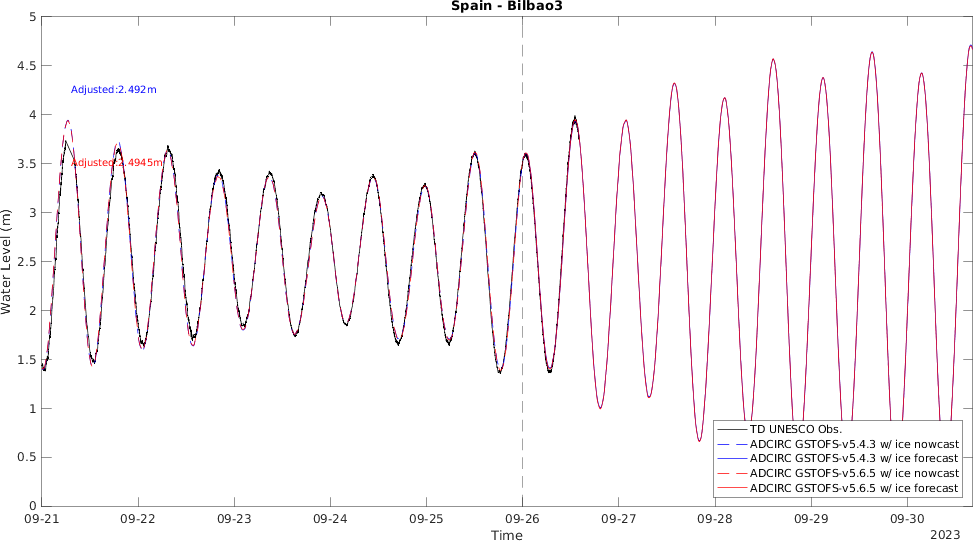 Spain - Bilbao3
5
4.5
4
3.5
3
2.5
2
1.5
1
0.5
0
Water Level (m)
Adjusted:2.492m
Adjusted:2.4945m
TD UNESCO Obs.
ADCIRC GSTOFS-v5.4.3 w/ ice nowcast
ADCIRC GSTOFS-v5.4.3 w/ ice forecast
ADCIRC GSTOFS-v5.6.5 w/ ice nowcast
ADCIRC GSTOFS-v5.6.5 w/ ice forecast
09-21 09-22 09-23 09-24 09-25 09-26 09-27 09-28 09-29 09-30
Time
2023